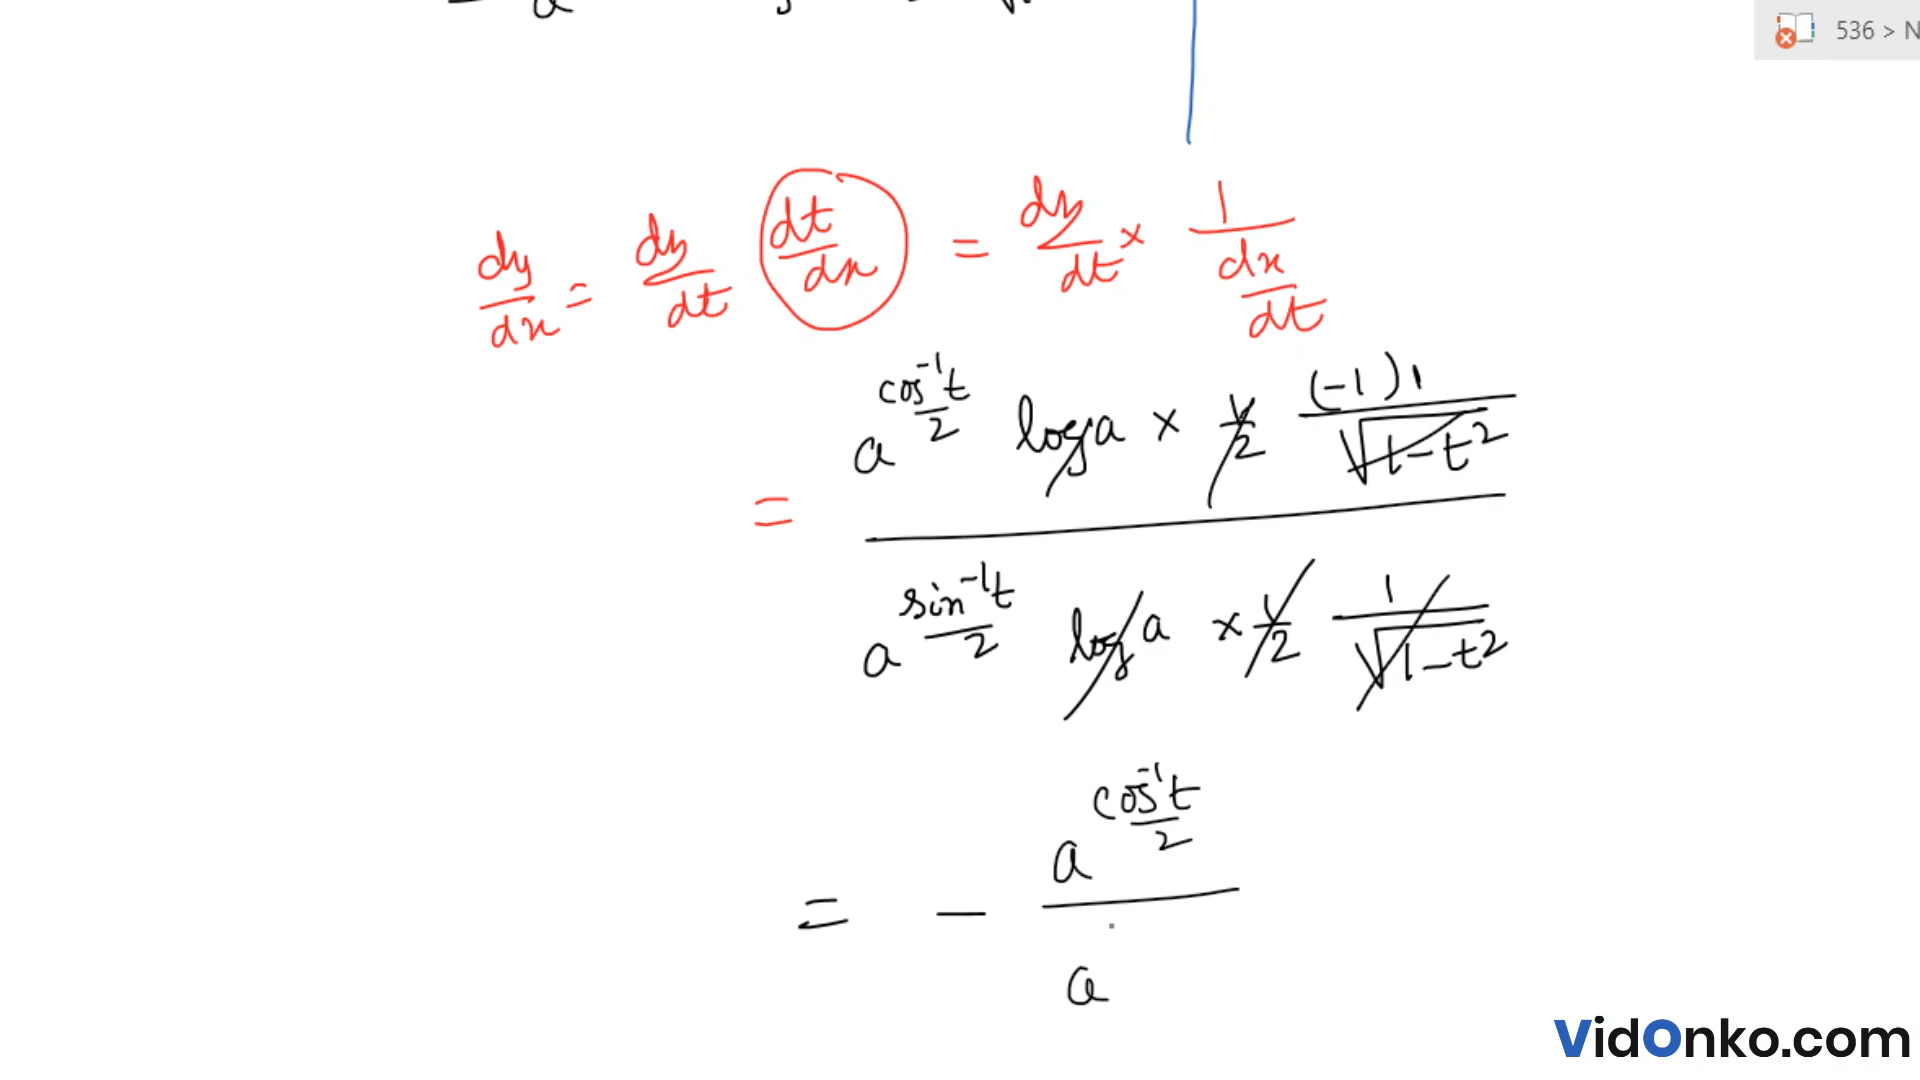 536 > N
dy/dx = dy/dt dt/dx = dy/dt × 1/(dx/dt)
= (a^(cos⁻¹t/2) log a × 1/2 (-1)1/√(1-t²)) / (a^(sin⁻¹t/2) log a × 1/2 1/√(1-t²))
= - a^(cos⁻¹t/2) / a
VidOnko.com